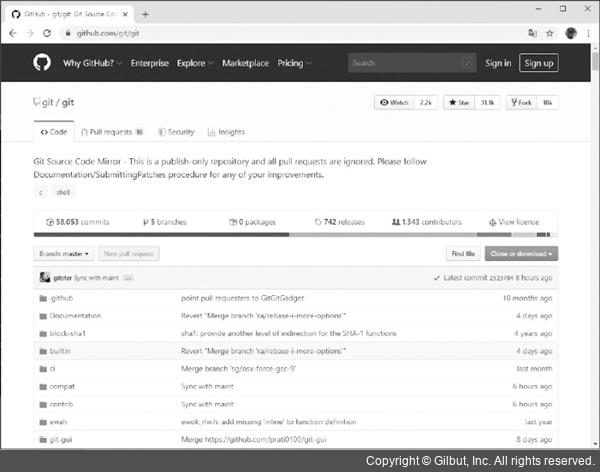 GitHub - git/git: Git Source Co
github.com/git/git
Why GitHub? Enterprise Explore Marketplace Pricing Search Sign in Sign up
git / git Watch 2.2k Star 31.1k Fork 18k
Code Pull requests 18 Security Insights
Git Source Code Mirror - This is a publish-only repository and all pull requests are ignored. Please follow
Documentation/SubmittingPatches procedure for any of your improvements.
c shell
58,053 commits 5 branches 0 packages 742 releases 1,343 contributors View license
Branch: master New pull request Find file Clone or download
gitster Sync with maint ... Latest commit 2323784 6 hours ago
.github point pull requesters to GitGitGadget 10 months ago
Documentation Revert "Merge branch 'ra/rebase-i-more-options'" 4 days ago
block-sha1 sha1: provide another level of indirection for the SHA-1 functions 4 years ago
builtin Revert "Merge branch 'ra/rebase-i-more-options'" 4 days ago
ci Merge branch 'sg/osx-force-gcc-9' last month
compat Sync with maint 6 hours ago
contrib Sync with maint 6 hours ago
ewah ewok_rlw.h: add missing 'inline' to function definition last year
git-gui Merge https://github.com/prati0100/git-gui 8 days ago
Copyright © Gilbut, Inc. All rights reserved.